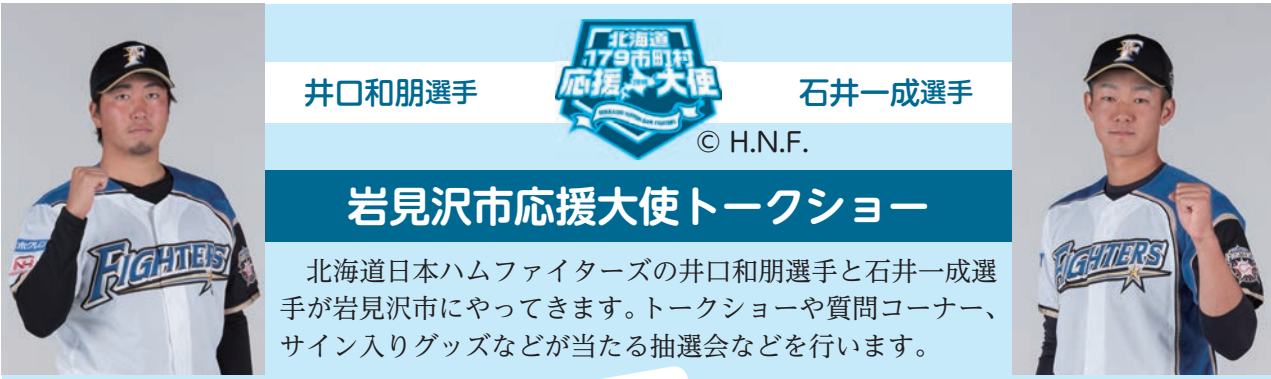 北海道
179市町村
応援大使
井口和朋選手
石井一成選手
© H.N.F.
岩見沢市応援大使トークショー
北海道日本ハムファイターズの井口和朋選手と石井一成選
手が岩見沢市にやってきます。トークショーや質問コーナー、
サイン入りグッズなどが当たる抽選会などを行います。
F
FIGHTERS
F
FIGHTERS